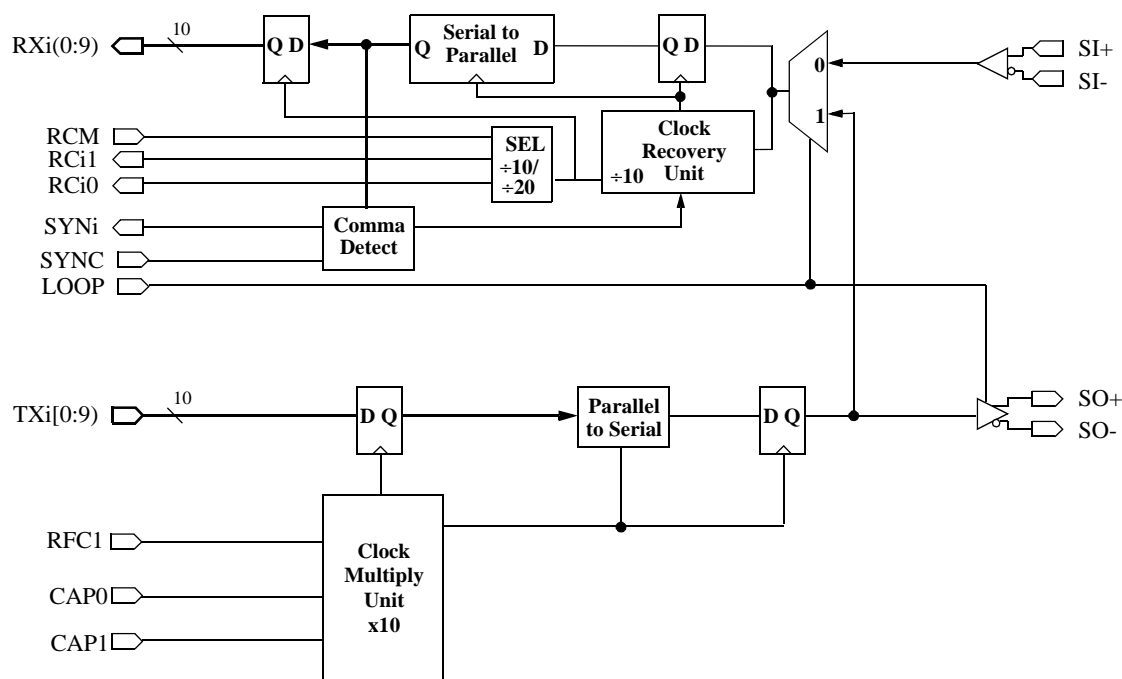 RXi(0:9)
10
Q D
Q
Serial to
Parallel
D
Q D
0
1
SI+
SI-
RCM
RCi1
RCi0
SEL
÷10/
÷20
÷10
Clock
Recovery
Unit
SYNi
SYNC
LOOP
Comma
Detect
TXi[0:9)
10
D Q
Parallel
to Serial
D Q
SO+
SO-
RFC1
CAP0
CAP1
Clock
Multiply
Unit
x10